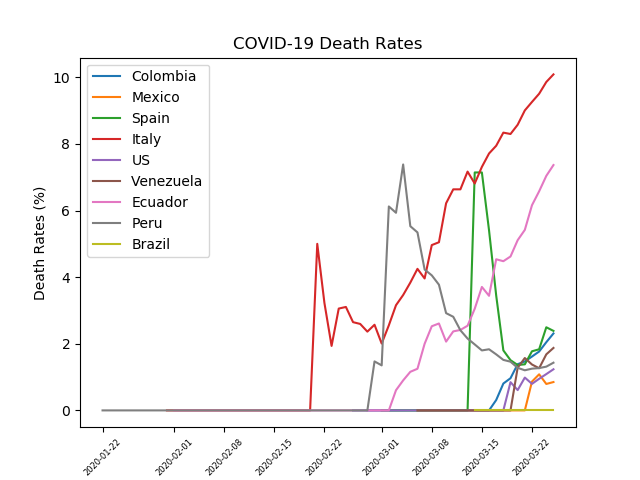 COVID-19 Death Rates
Death Rates (%)
10
8
6
4
2
0
Colombia
Mexico
Spain
Italy
US
Venezuela
Ecuador
Peru
Brazil
2020-01-22
2020-02-01
2020-02-08
2020-02-15
2020-02-22
2020-03-01
2020-03-08
2020-03-15
2020-03-22